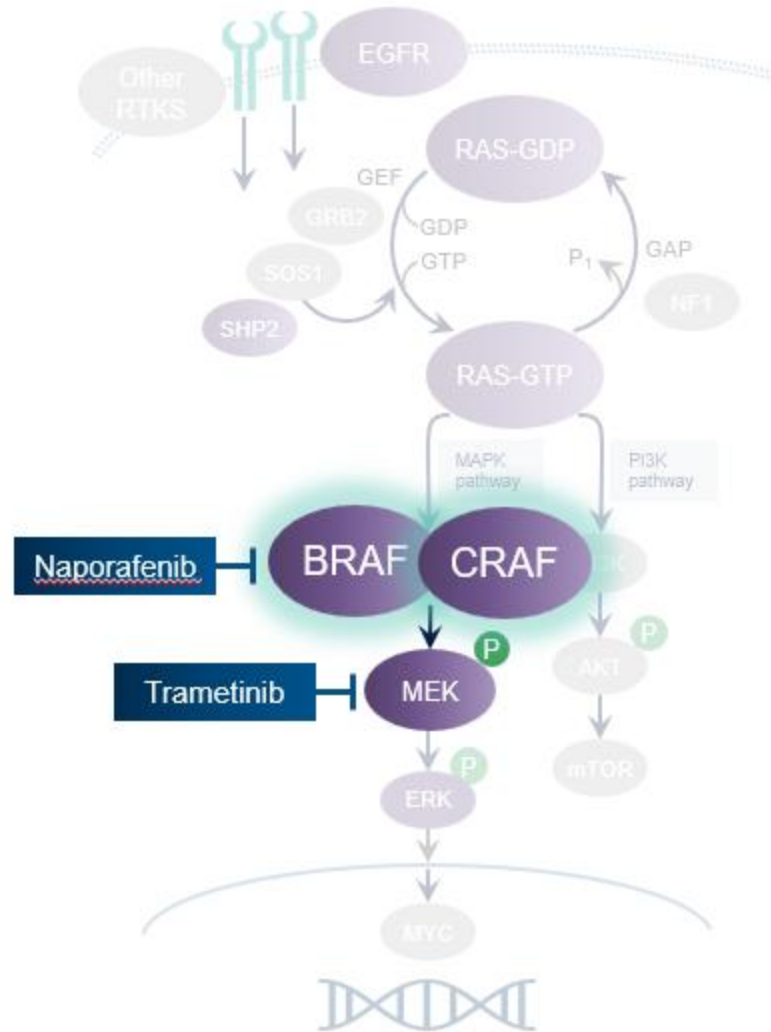 EGFR
Other
RTKS
RAS-GDP
GEF
GRB2
GDP
GTP
P1
GAP
SOS1
NF1
SHP2
RAS-GTP
MAPK
pathway
PI3K
pathway
Naporafenib
BRAF
CRAF
P
P
Trametinib
MEK
AKT
P
mTOR
ERK
MYC